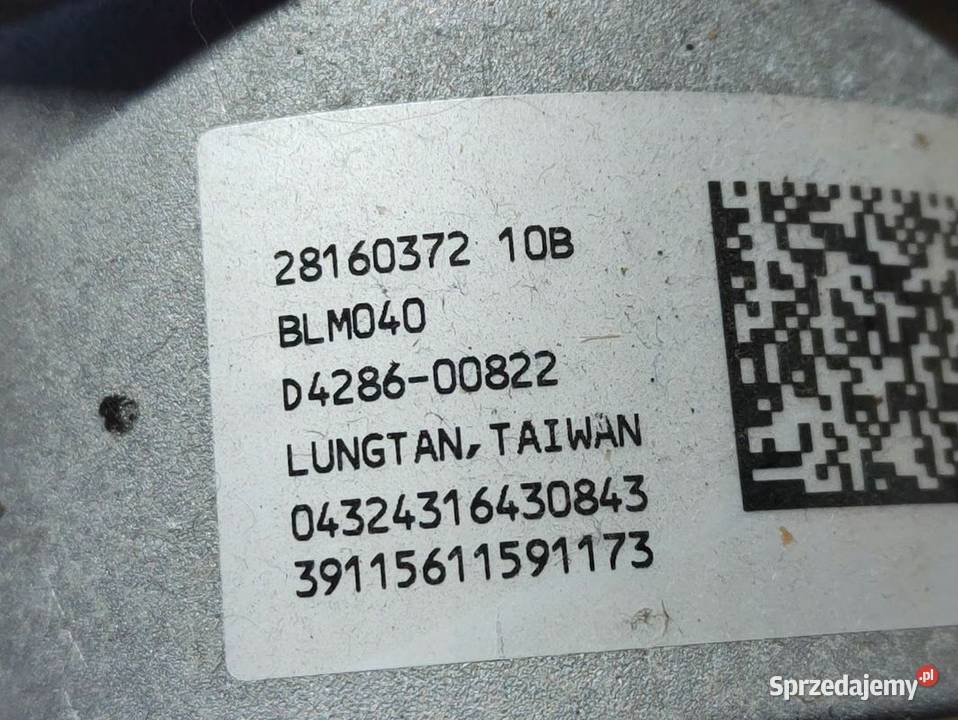 28160372 10B
BLM040
D4286-00822
LUNGTAN, TAIWAN
04324316430843
39115611591173
Sprzedajemy.pl